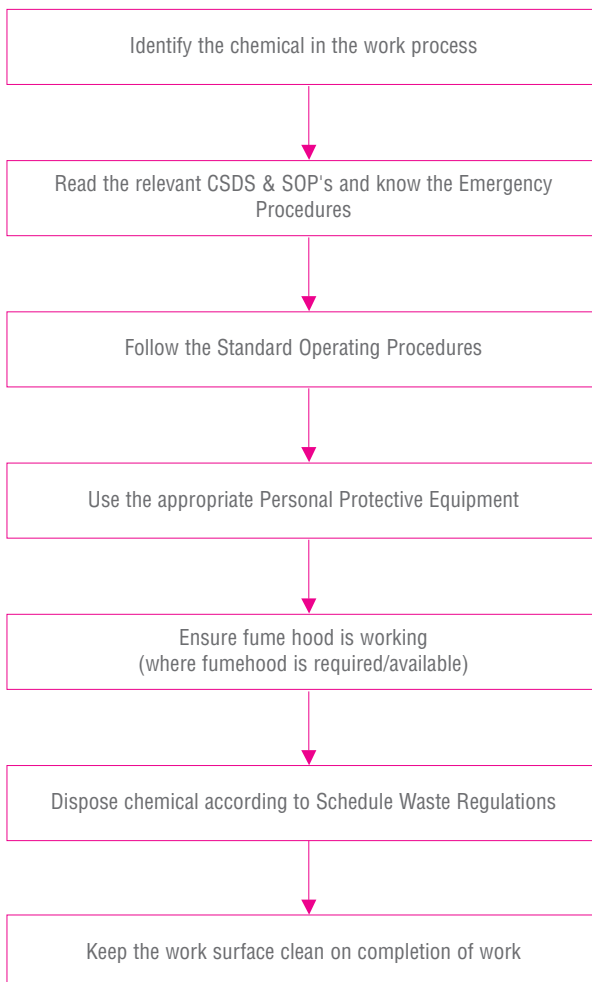 Identify the chemical in the work process
Read the relevant CSDS & SOP's and know the Emergency
Procedures
Follow the Standard Operating Procedures
Use the appropriate Personal Protective Equipment
Ensure fume hood is working
(where fumehood is required/available)
Dispose chemical according to Schedule Waste Regulations
Keep the work surface clean on completion of work